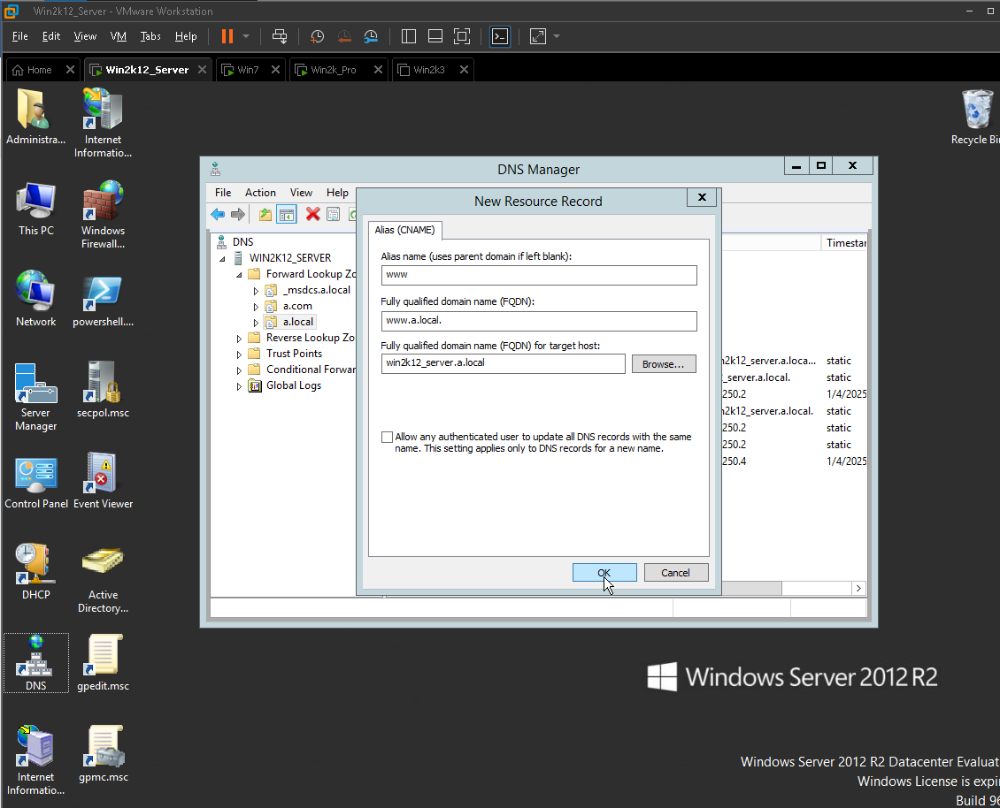 Win2k12_Server - VMware Workstation
File Edit View VM Tabs Help
Home Win2k12_Server Win7 Win2k_Pro Win2k3
Administra...
Internet
Informatio...
Recycle Bin
This PC
Windows
Firewall...
Network
powershell....
Server
Manager
secpol.msc
Control Panel
Event Viewer
DHCP
Active
Directory...
DNS
gpedit.msc
Internet
Informatio...
gpmc.msc
DNS Manager
File Action View Help
DNS
WIN2K12_SERVER
Forward Lookup Zo
_msdcs.a.local
a.com
a.local
Reverse Lookup Zo
Trust Points
Conditional Forwar
Global Logs
New Resource Record
Alias (CNAME)
Alias name (uses parent domain if left blank):
www
Fully qualified domain name (FQDN):
www.a.local.
Fully qualified domain name (FQDN) for target host:
win2k12_server.a.local
Browse...
Allow any authenticated user to update all DNS records with the same
name. This setting applies only to DNS records for a new name.
OK Cancel
Timestar
n2k12_server.a.loca... static
_server.a.local. static
250.2 1/4/2025
n2k12_server.a.local. static
250.2 static
250.2 static
250.4 1/4/2025
Windows Server 2012 R2
Windows Server 2012 R2 Datacenter Evaluat
Windows License is expir
Build 96